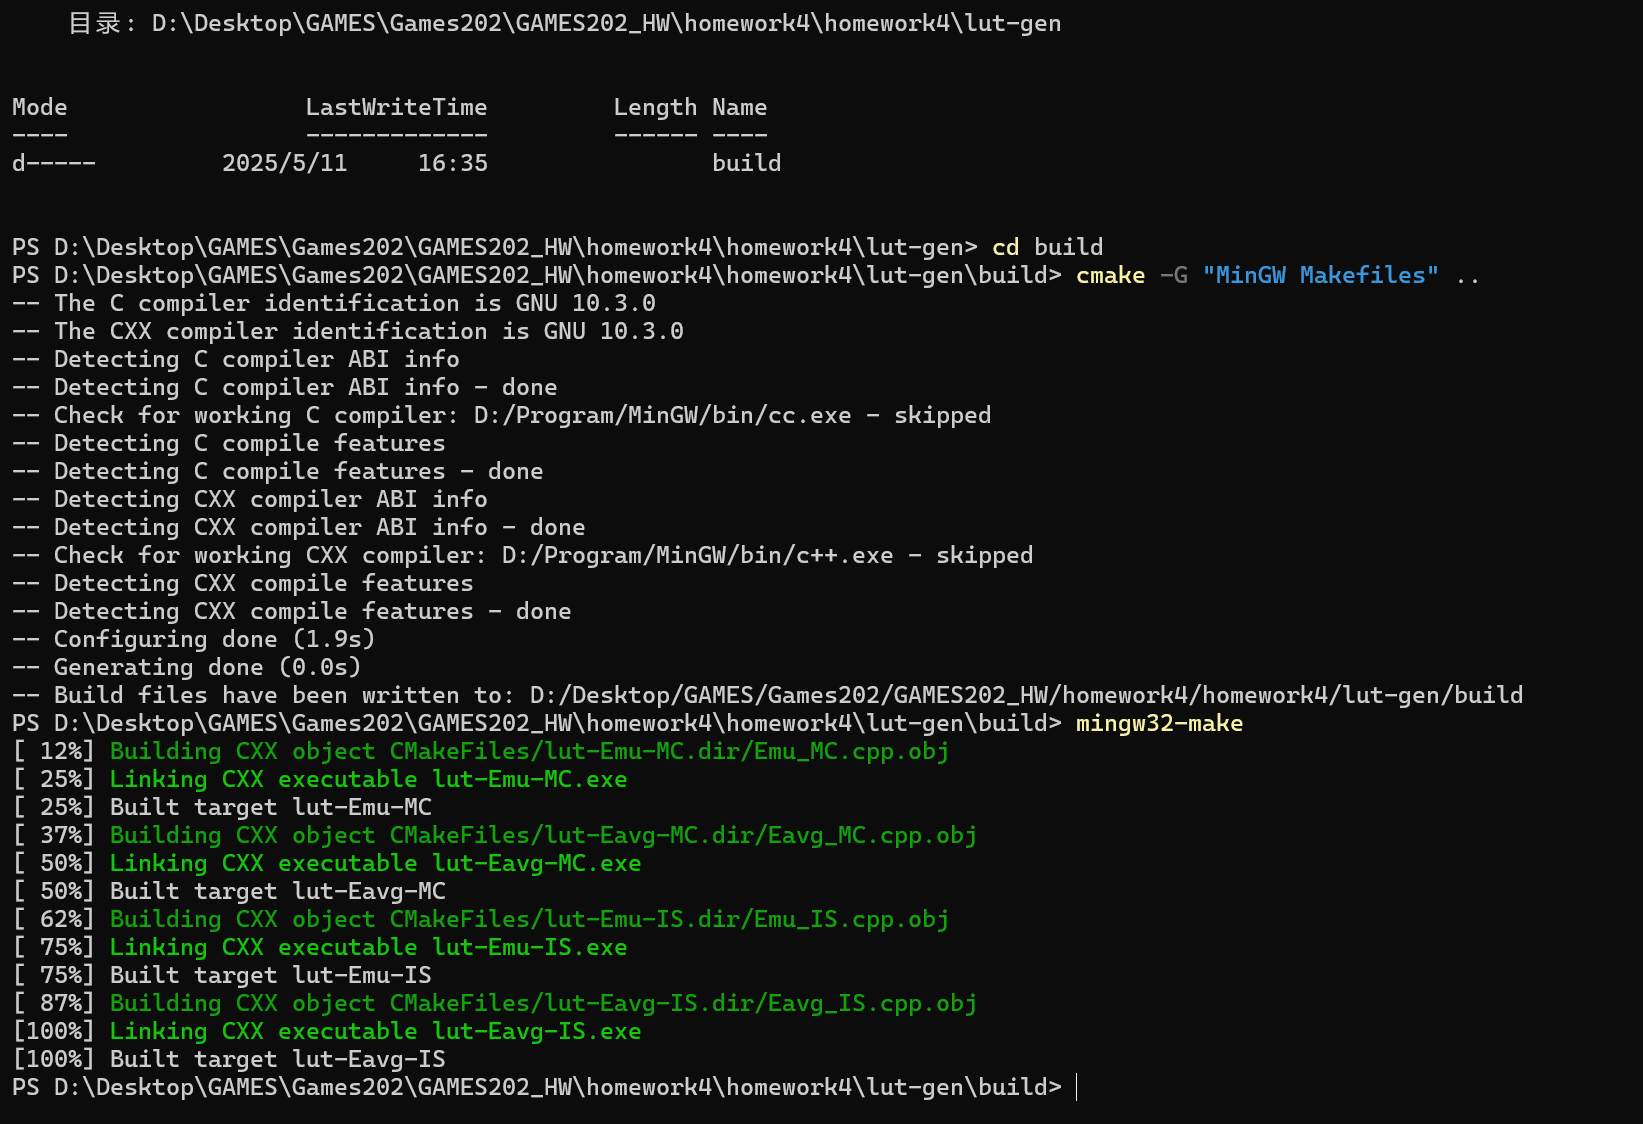 目录: D:\Desktop\GAMES\Games202\GAMES202_HW\homework4\homework4\lut-gen
Mode                 LastWriteTime         Length Name
----                 -------------         ------ ----
d-----         2025/5/11     16:35                build
PS D:\Desktop\GAMES\Games202\GAMES202_HW\homework4\homework4\lut-gen> cd build
PS D:\Desktop\GAMES\Games202\GAMES202_HW\homework4\homework4\lut-gen\build> cmake -G "MinGW Makefiles" ..
-- The C compiler identification is GNU 10.3.0
-- The CXX compiler identification is GNU 10.3.0
-- Detecting C compiler ABI info
-- Detecting C compiler ABI info - done
-- Check for working C compiler: D:/Program/MinGW/bin/cc.exe - skipped
-- Detecting C compile features
-- Detecting C compile features - done
-- Detecting CXX compiler ABI info
-- Detecting CXX compiler ABI info - done
-- Check for working CXX compiler: D:/Program/MinGW/bin/c++.exe - skipped
-- Detecting CXX compile features
-- Detecting CXX compile features - done
-- Configuring done (1.9s)
-- Generating done (0.0s)
-- Build files have been written to: D:/Desktop/GAMES/Games202/GAMES202_HW/homework4/homework4/lut-gen/build
PS D:\Desktop\GAMES\Games202\GAMES202_HW\homework4\homework4\lut-gen\build> mingw32-make
[ 12%] Building CXX object CMakeFiles/lut-Emu-MC.dir/Emu_MC.cpp.obj
[ 25%] Linking CXX executable lut-Emu-MC.exe
[ 25%] Built target lut-Emu-MC
[ 37%] Building CXX object CMakeFiles/lut-Eavg-MC.dir/Eavg_MC.cpp.obj
[ 50%] Linking CXX executable lut-Eavg-MC.exe
[ 50%] Built target lut-Eavg-MC
[ 62%] Building CXX object CMakeFiles/lut-Emu-IS.dir/Emu_IS.cpp.obj
[ 75%] Linking CXX executable lut-Emu-IS.exe
[ 75%] Built target lut-Emu-IS
[ 87%] Building CXX object CMakeFiles/lut-Eavg-IS.dir/Eavg_IS.cpp.obj
[100%] Linking CXX executable lut-Eavg-IS.exe
[100%] Built target lut-Eavg-IS
PS D:\Desktop\GAMES\Games202\GAMES202_HW\homework4\homework4\lut-gen\build>